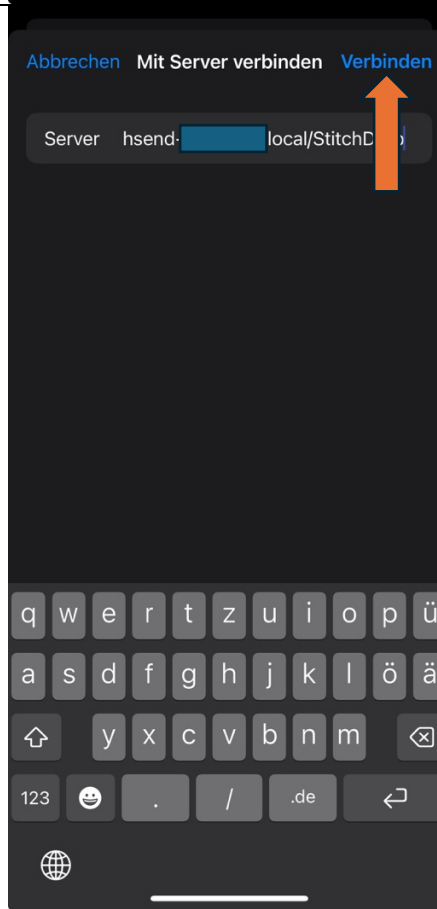 Abbrechen Mit Server verbinden Verbinden
Server hsend- local/StitchD
q w e r t z u i o p ü
a s d f g h j k l ö ä
y x c v b n m
123 . / .de